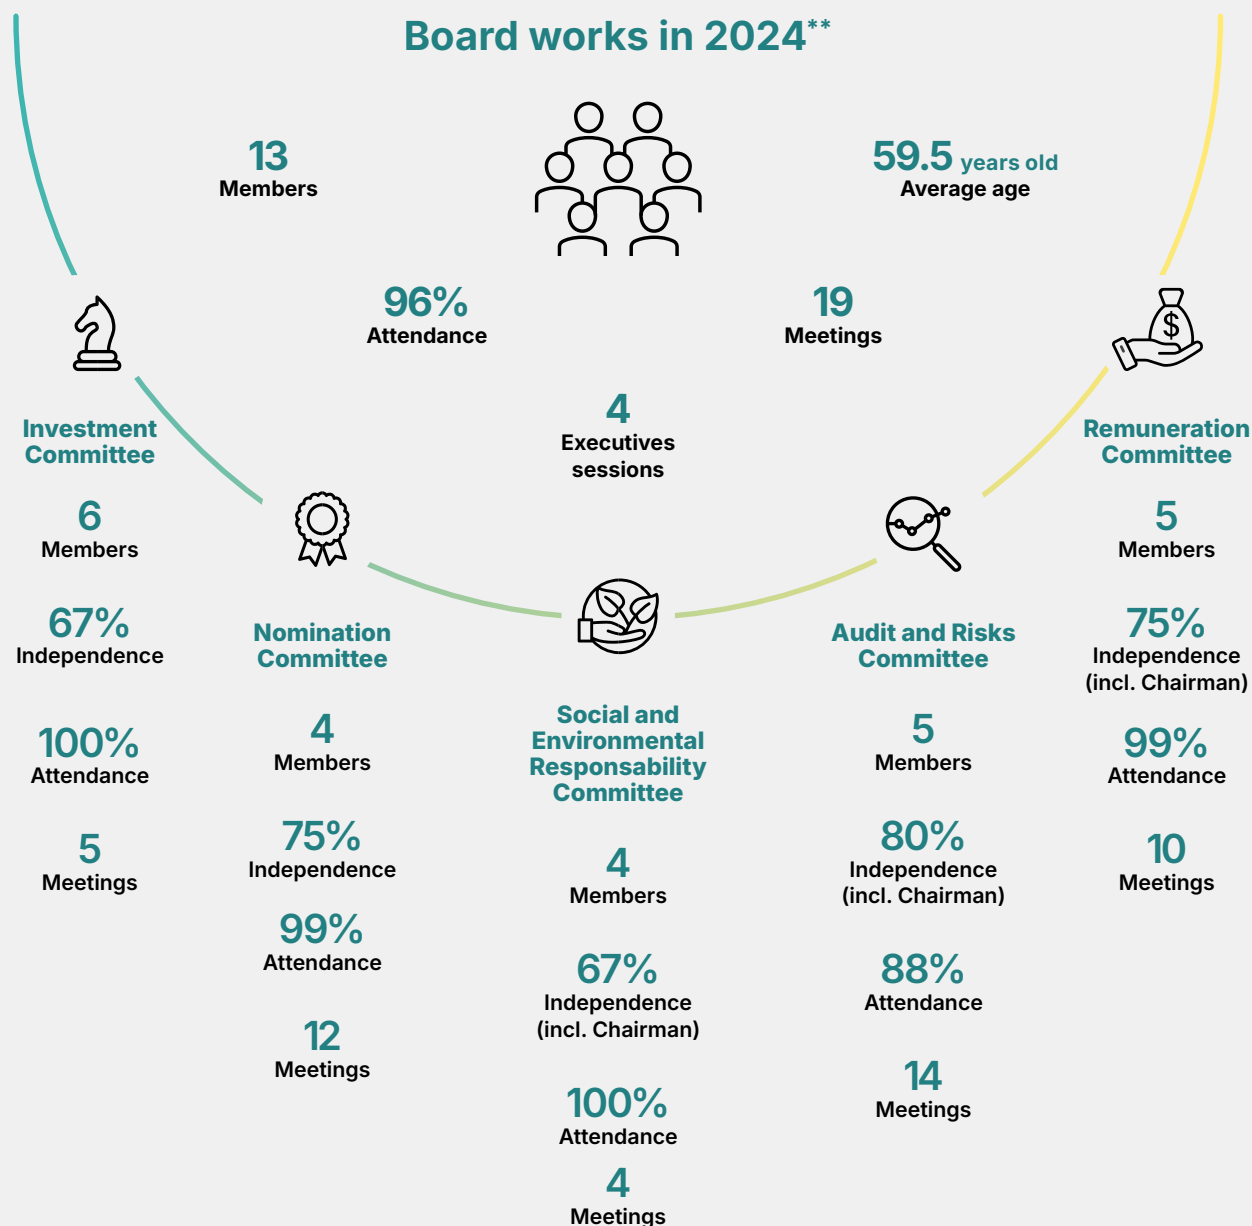 Board works in 2024**
13
Members
59.5 years old
Average age
96%
Attendance
19
Meetings
4
Executives
sessions
Investment
Committee
6
Members
67%
Independence
100%
Attendance
5
Meetings
Nomination
Committee
4
Members
75%
Independence
99%
Attendance
12
Meetings
Social and
Environmental
Responsability
Committee
4
Members
67%
Independence
(incl. Chairman)
100%
Attendance
4
Meetings
Audit and Risks
Committee
5
Members
80%
Independence
(incl. Chairman)
88%
Attendance
14
Meetings
$
Remuneration
Committee
5
Members
75%
Independence
(incl. Chairman)
99%
Attendance
10
Meetings